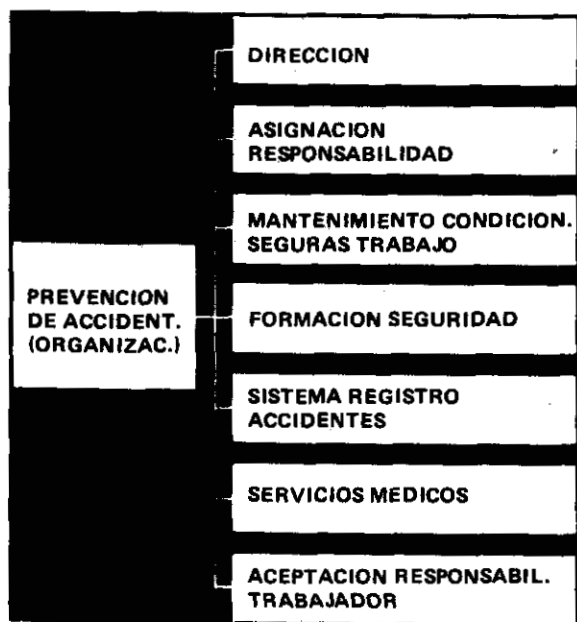 DIRECCION
ASIGNACION
RESPONSABILIDAD
MANTENIMIENTO CONDICION.
SEGURAS TRABAJO
PREVENCION
DE ACCIDENT.
(ORGANIZAC.)
FORMACION SEGURIDAD
SISTEMA REGISTRO
ACCIDENTES
SERVICIOS MEDICOS
ACEPTACION RESPONSABIL.
TRABAJADOR